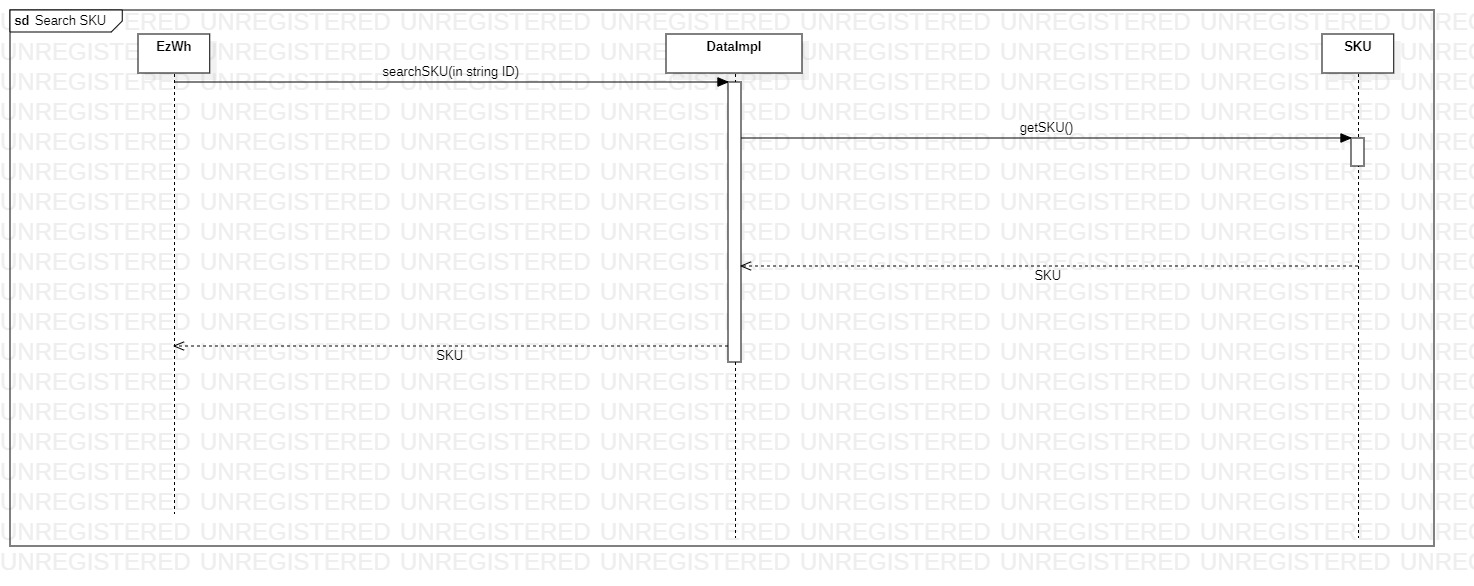 sd Search SKU
EzWh
DataImpl
SKU
searchSKU(in string ID)
getSKU()
SKU
SKU
UNREGISTERED UNREGISTERED UNREGISTERED UNREGISTERED UNREGISTERED UNREGISTERED UNREGISTERED